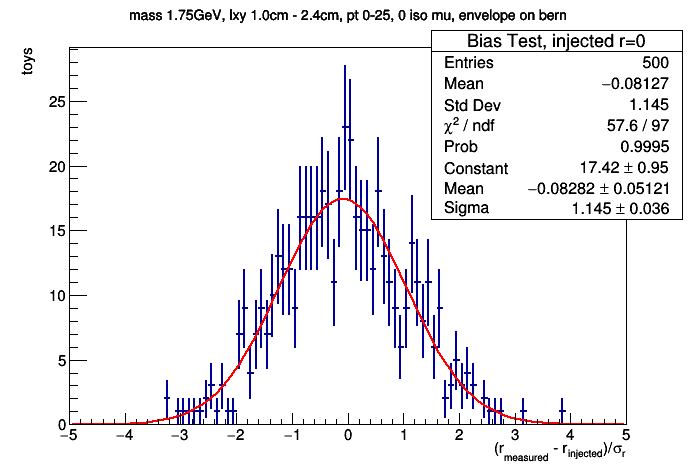 mass 1.75GeV, lxy 1.0cm - 2.4cm, pt 0-25, 0 iso mu, envelope on bern
toys
Bias Test, injected r=0
Entries 500
Mean −0.08127
Std Dev 1.145
χ² / ndf 57.6 / 97
Prob 0.9995
Constant 17.42 ± 0.95
Mean −0.08282 ± 0.05121
Sigma 1.145 ± 0.036
25
20
15
10
5
0
−5 −4 −3 −2 −1 0 1 2 3 4 5
(r_measured - r_injected)/σ_r